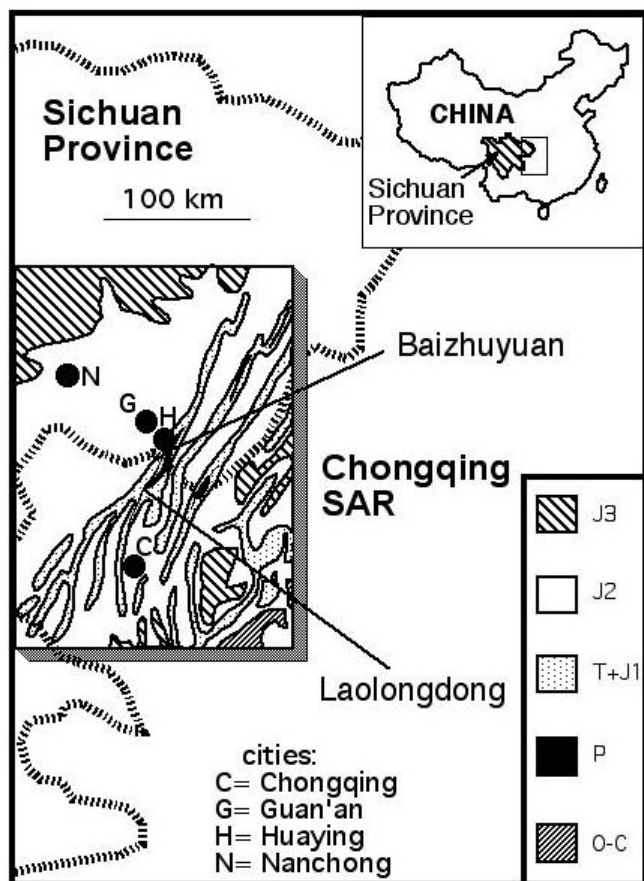 Sichuan
Province
100 km
CHINA
Sichuan
Province
Baizhuyuan
N
G
H
Chongqing
SAR
C
Laolongdong
J3
J2
T+J1
P
O-C
cities:
C= Chongqing
G= Guan'an
H= Huaying
N= Nanchong